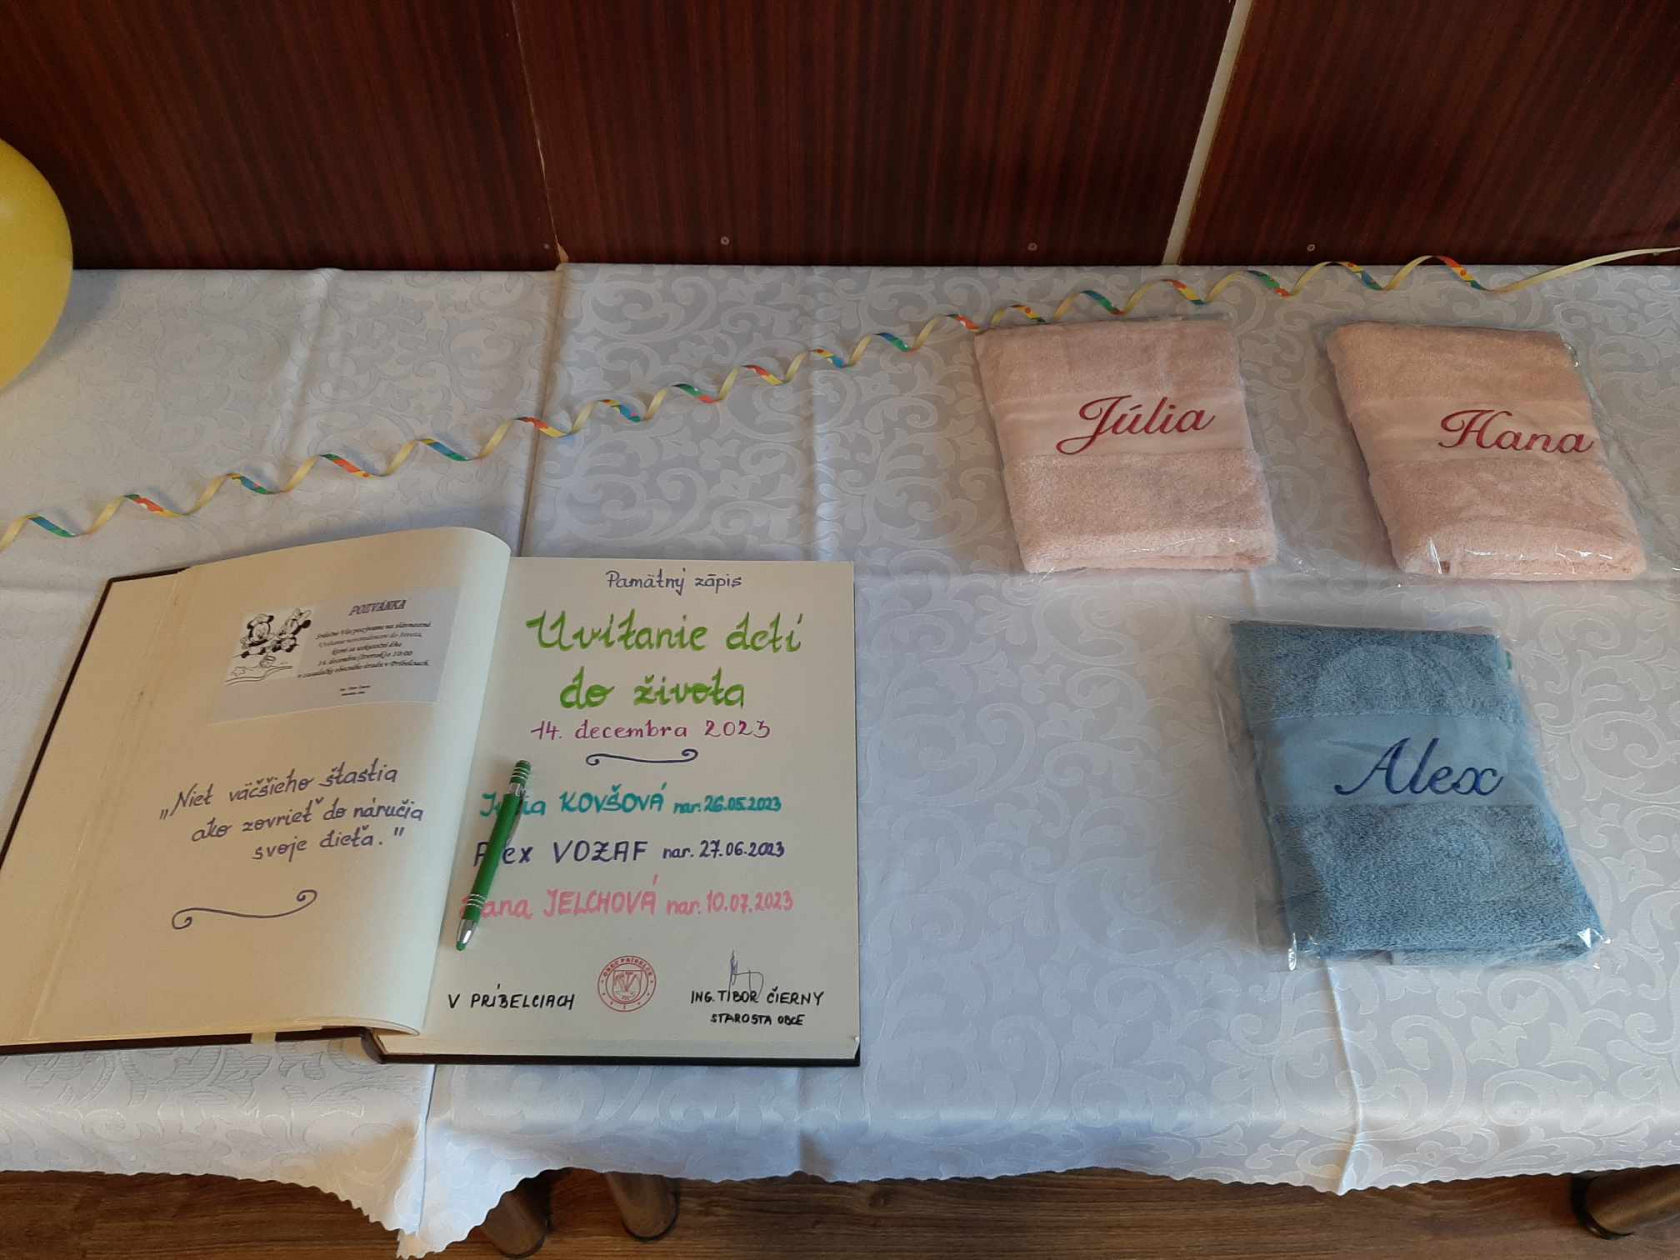 POZVÁNKA
"Niet väčšieho šťastia
ako zovrieť do náručia
svoje dieťa."
Pamätný zápis
Uvítanie detí
do života
14. decembra 2023
KOVŠOVÁ nar. 26.05.2023
VOZAF nar. 27.06.2023
JELCHOVÁ nar. 10.07.2023
V PRÍBELCIACH
ING. TIBOR ČIERNY
STAROSTA OBCE
Júlia
Hana
Alex